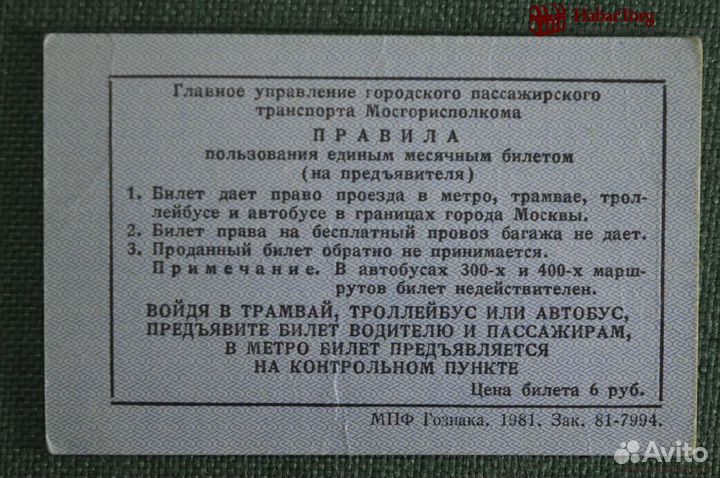 HabarTorg
Главное управление городского пассажирского
транспорта Мосгорисполкома
ПРАВИЛА
пользования единым месячным билетом
(на предъявителя)
1. Билет дает право проезда в метро, трамвае, трол-
лейбусе и автобусе в границах города Москвы.
2. Билет права на бесплатный провоз багажа не дает.
3. Проданный билет обратно не принимается.
Примечание. В автобусах 300-х и 400-х марш-
рутов билет недействителен.
ВОЙДЯ В ТРАМВАЙ, ТРОЛЛЕЙБУС ИЛИ АВТОБУС,
ПРЕДЪЯВИТЕ БИЛЕТ ВОДИТЕЛЮ И ПАССАЖИРАМ,
В МЕТРО БИЛЕТ ПРЕДЪЯВЛЯЕТСЯ
НА КОНТРОЛЬНОМ ПУНКТЕ
Цена билета 6 руб.
МПФ Гознака. 1981. Зак. 81-7994.
Avito